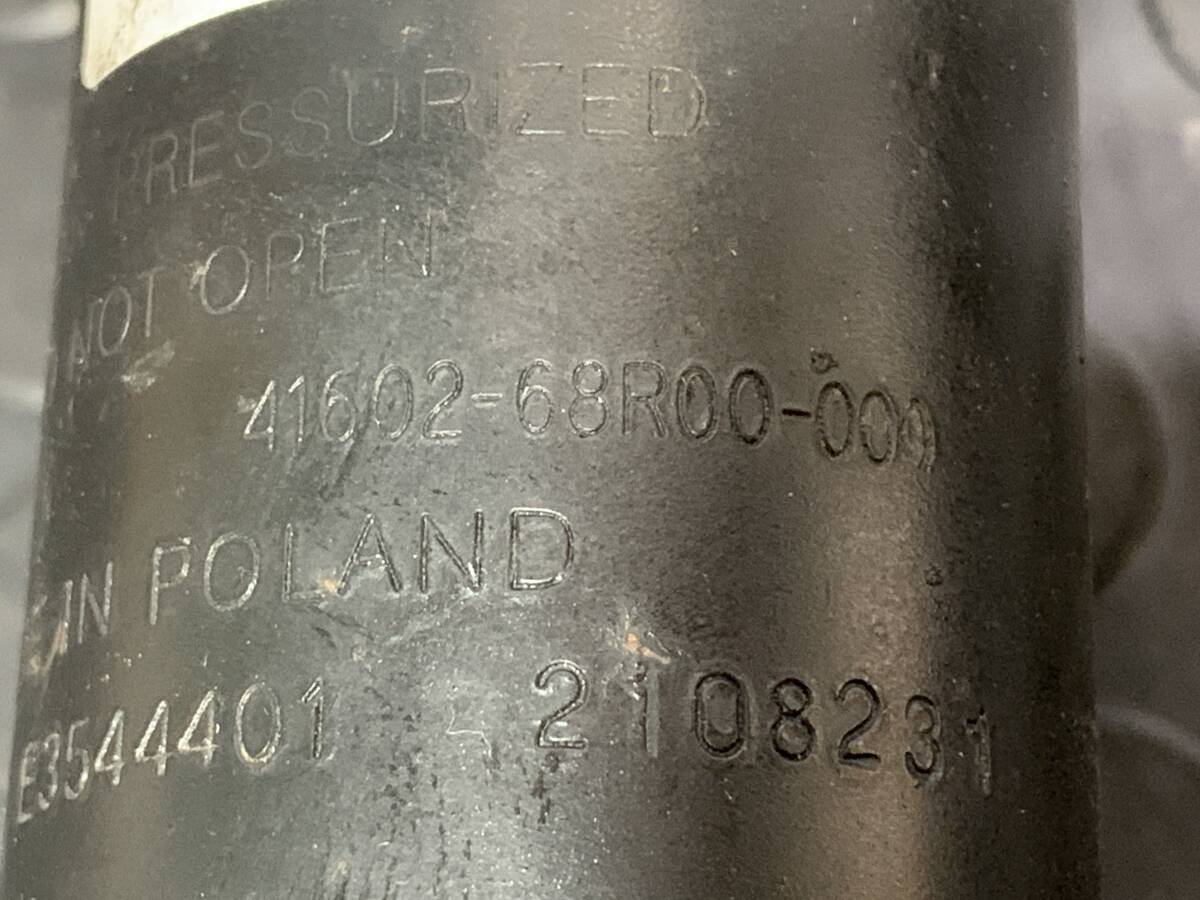 PRESSURIZED
NOT OPEN
41602-68R00-000
IN POLAND
E3544401 - 2108231